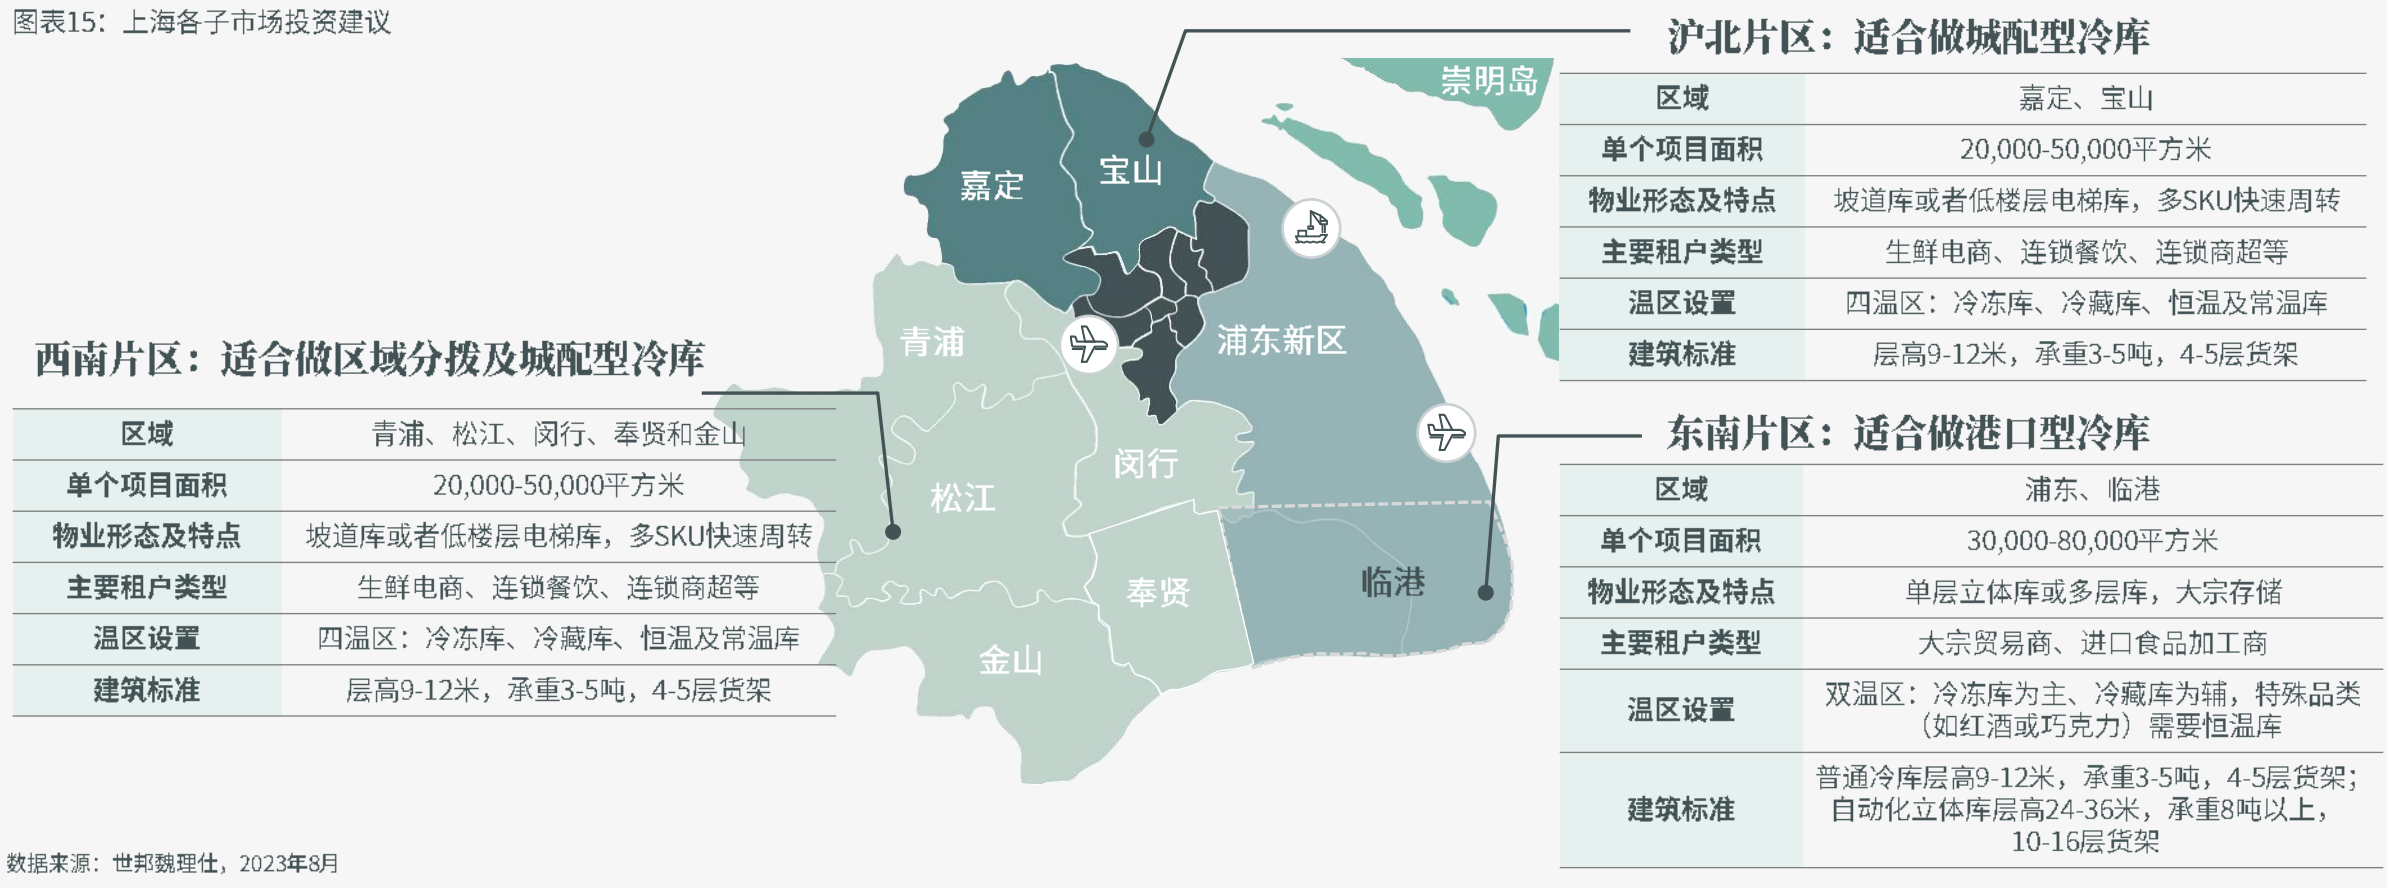 图表15：上海各子市场投资建议
沪北片区：适合做城配型冷库
区域 嘉定、宝山
单个项目面积 20,000-50,000平方米
物业形态及特点 坡道库或者低楼层电梯库，多SKU快速周转
主要租户类型 生鲜电商、连锁餐饮、连锁商超等
温区设置 四温区：冷冻库、冷藏库、恒温及常温库
建筑标准 层高9-12米，承重3-5吨，4-5层货架
西南片区：适合做区域分拨及城配型冷库
区域 青浦、松江、闵行、奉贤和金山
单个项目面积 20,000-50,000平方米
物业形态及特点 坡道库或者低楼层电梯库，多SKU快速周转
主要租户类型 生鲜电商、连锁餐饮、连锁商超等
温区设置 四温区：冷冻库、冷藏库、恒温及常温库
建筑标准 层高9-12米，承重3-5吨，4-5层货架
崇明岛
宝山
嘉定
青浦
浦东新区
闵行
松江
临港
奉贤
金山
东南片区：适合做港口型冷库
区域 浦东、临港
单个项目面积 30,000-80,000平方米
物业形态及特点 单层立体库或多层库，大宗存储
主要租户类型 大宗贸易商、进口食品加工商
温区设置 双温区：冷冻库为主、冷藏库为辅，特殊品类
（如红酒或巧克力）需要恒温库
建筑标准 普通冷库层高9-12米，承重3-5吨，4-5层货架；
自动化立体库层高24-36米，承重8吨以上，
10-16层货架
数据来源：世邦魏理仕，2023年8月